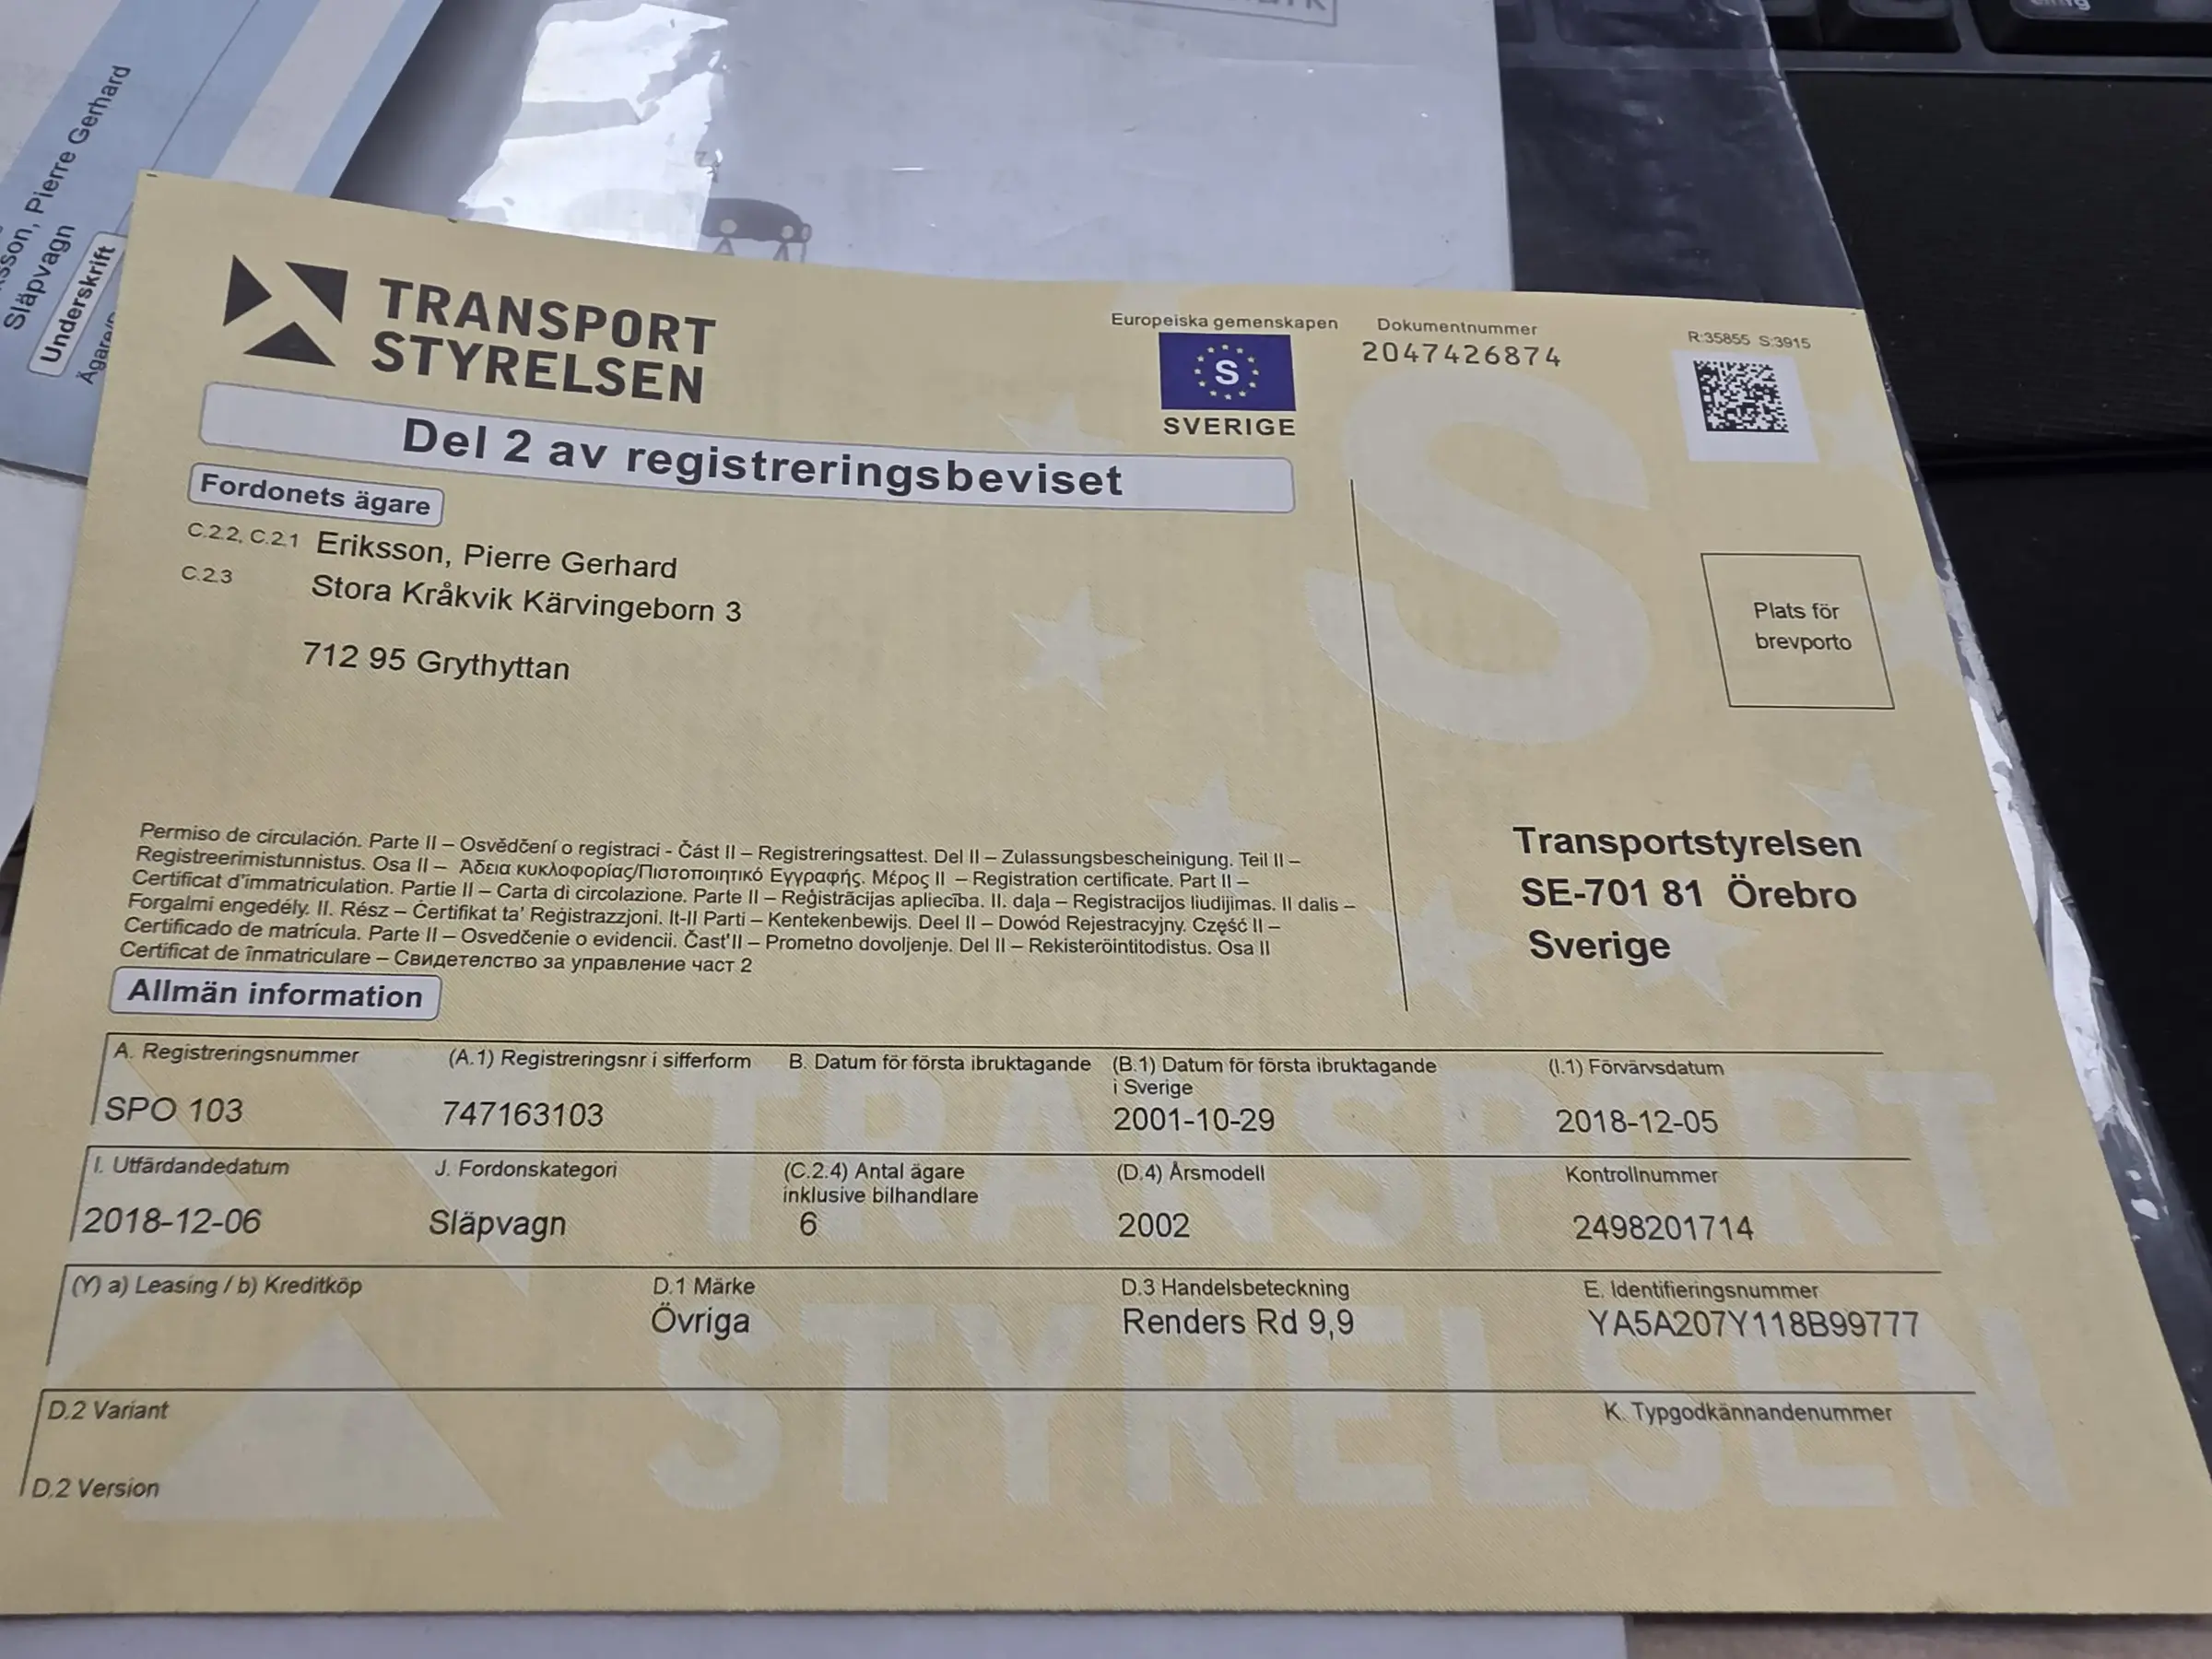 sson, Pierre Gerhard
Släpvagn
Underskrift
TRANSPORT
STYRELSEN
Europeiska gemenskapen
S
SVERIGE
Dokumentnummer
2047426874
R:35855 S:3915
Del 2 av registreringsbeviset
Fordonets ägare
C.2.2, C.2.1 Eriksson, Pierre Gerhard
C.2.3 Stora Kråkvik Kärvingeborn 3
712 95 Grythyttan
Plats för
brevporto
Permiso de circulación. Parte II – Osvědčení o registraci - Část II – Registreringsattest. Del II – Zulassungsbescheinigung. Teil II –
Registreerimistunnistus. Osa II – Άδεια κυκλοφορίας/Πιστοποιητικό Εγγραφής. Μέρος II – Registration certificate. Part II –
Certificat d'immatriculation. Partie II – Carta di circolazione. Parte II – Reģistrācijas apliecība. II. daļa – Registracijos liudijimas. II dalis –
Forgalmi engedély. II. Rész – Ċertifikat ta' Reġistrazzjoni. It-II Parti – Kentekenbewijs. Deel II – Dowód Rejestracyjny. Część II –
Certificado de matrícula. Parte II – Osvedčenie o evidencii. Čast'II – Prometno dovoljenje. Del II – Rekisteröintitodistus. Osa II
Certificat de înmatriculare – Свидетелство за управление част 2
Transportstyrelsen
SE-701 81 Örebro
Sverige
Allmän information
A. Registreringsnummer
SPO 103
(A.1) Registreringsnr i sifferform
747163103
B. Datum för första ibruktagande
(B.1) Datum för första ibruktagande
i Sverige
2001-10-29
(I.1) Förvärvsdatum
2018-12-05
I. Utfärdandedatum
2018-12-06
J. Fordonskategori
Släpvagn
(C.2.4) Antal ägare
inklusive bilhandlare
6
(D.4) Årsmodell
2002
Kontrollnummer
2498201714
(Y) a) Leasing / b) Kreditköp
D.1 Märke
Övriga
D.3 Handelsbeteckning
Renders Rd 9,9
E. Identifieringsnummer
YA5A207Y118B99777
D.2 Variant
K. Typgodkännandenummer
D.2 Version
S
TRANSPORT
STYRELSEN